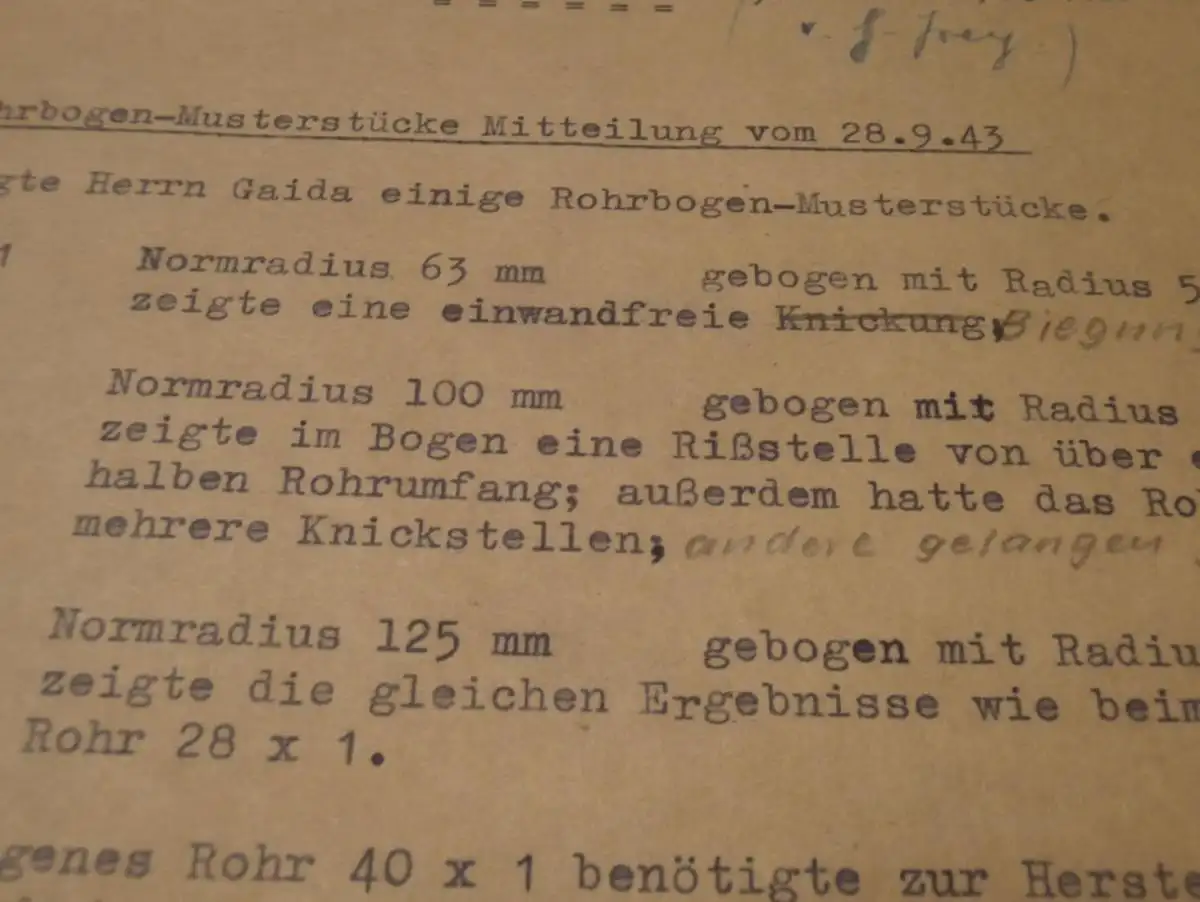 v. G. Frey )
hrbogen-Musterstücke Mitteilung vom 28.9.43
gte Herrn Gaida einige Rohrbogen-Musterstücke.
1 Normradius 63 mm gebogen mit Radius 5
zeigte eine einwandfreie Knickung, Biegun
Normradius 100 mm gebogen mit Radius
zeigte im Bogen eine Rißstelle von über e
halben Rohrumfang; außerdem hatte das Ro
mehrere Knickstellen; andere gelangen
Normradius 125 mm gebogen mit Radiu
zeigte die gleichen Ergebnisse wie beim
Rohr 28 x 1.
genes Rohr 40 x 1 benötigte zur Herste